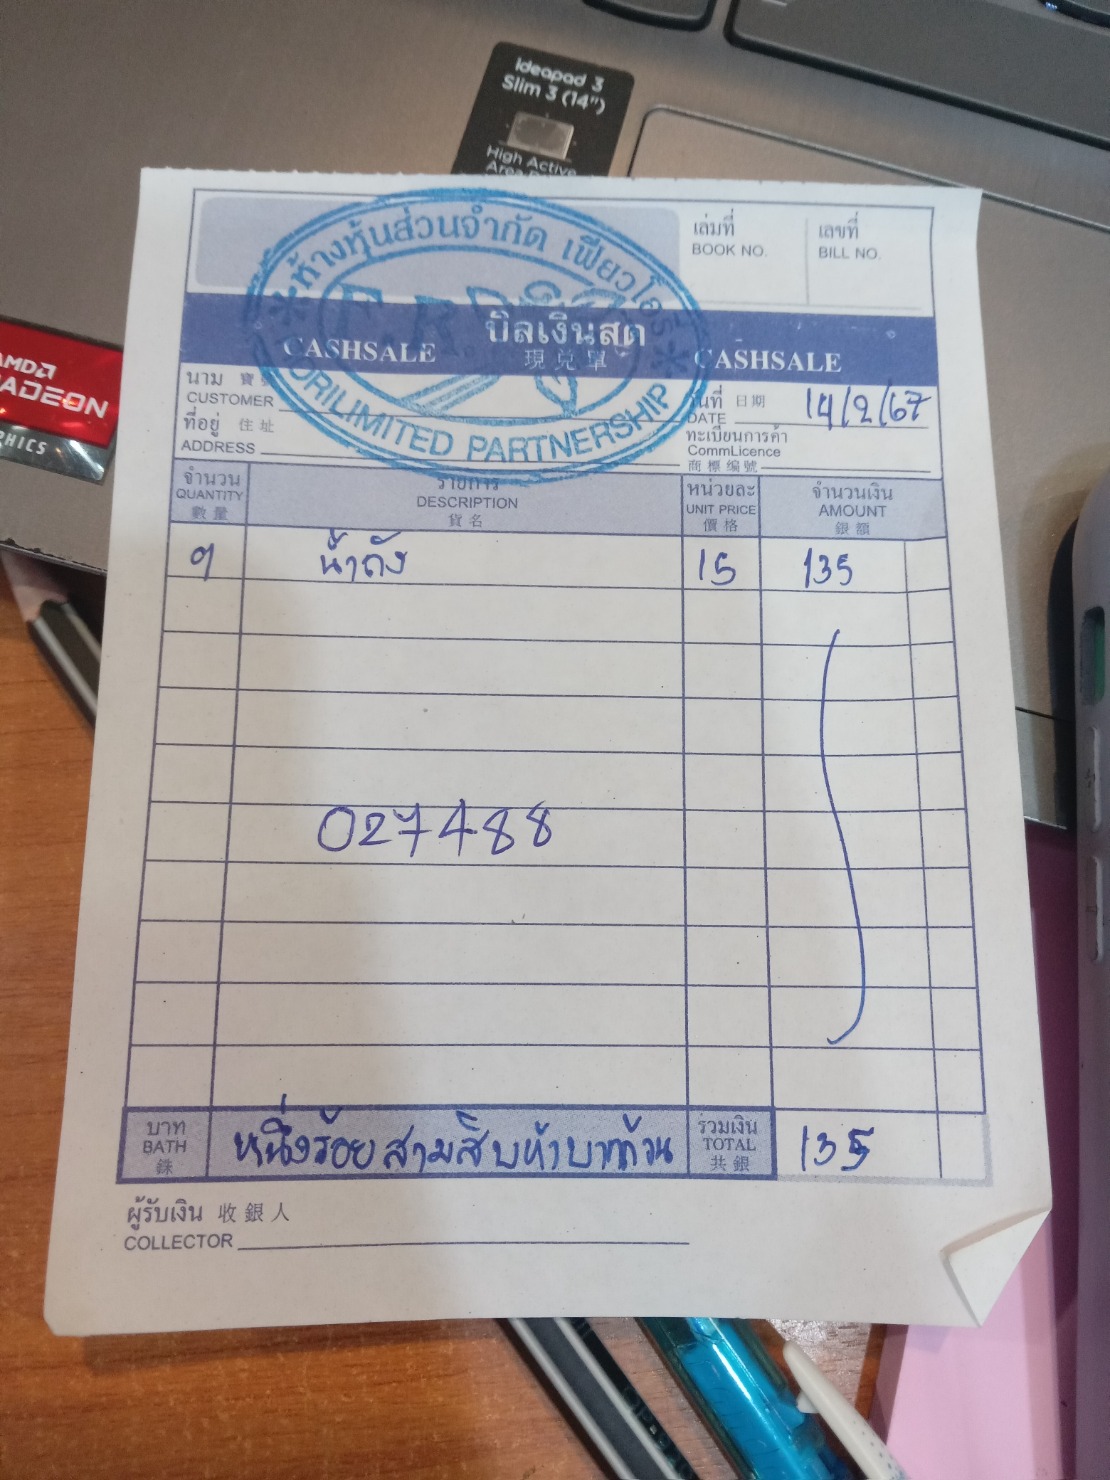 Ideapad 3
Slim 3 (14")
High Active
AMD
RADEON
ห้างหุ้นส่วนจำกัด เฟียวโอรี่
LIMITED PARTNERSHIP
เล่มที่
BOOK NO.
เลขที่
BILL NO.
บิลเงินสด
CASHSALE 現兌單 CASHSALE
นาม 寶號
CUSTOMER
วันที่ 日期 14/2/67
DATE
ที่อยู่ 住址
ADDRESS
ทะเบียนการค้า
CommLicence
商標編號
จำนวน รายการ หน่วยละ จำนวนเงิน
QUANTITY DESCRIPTION UNIT PRICE AMOUNT
數量 貨名 價格 銀額
9 น้ำถัง 15 135
027488
บาท
BATH
銖
หนึ่งร้อยสามสิบห้าบาทถ้วน
รวมเงิน
TOTAL
共銀
135
ผู้รับเงิน 收銀人
COLLECTOR